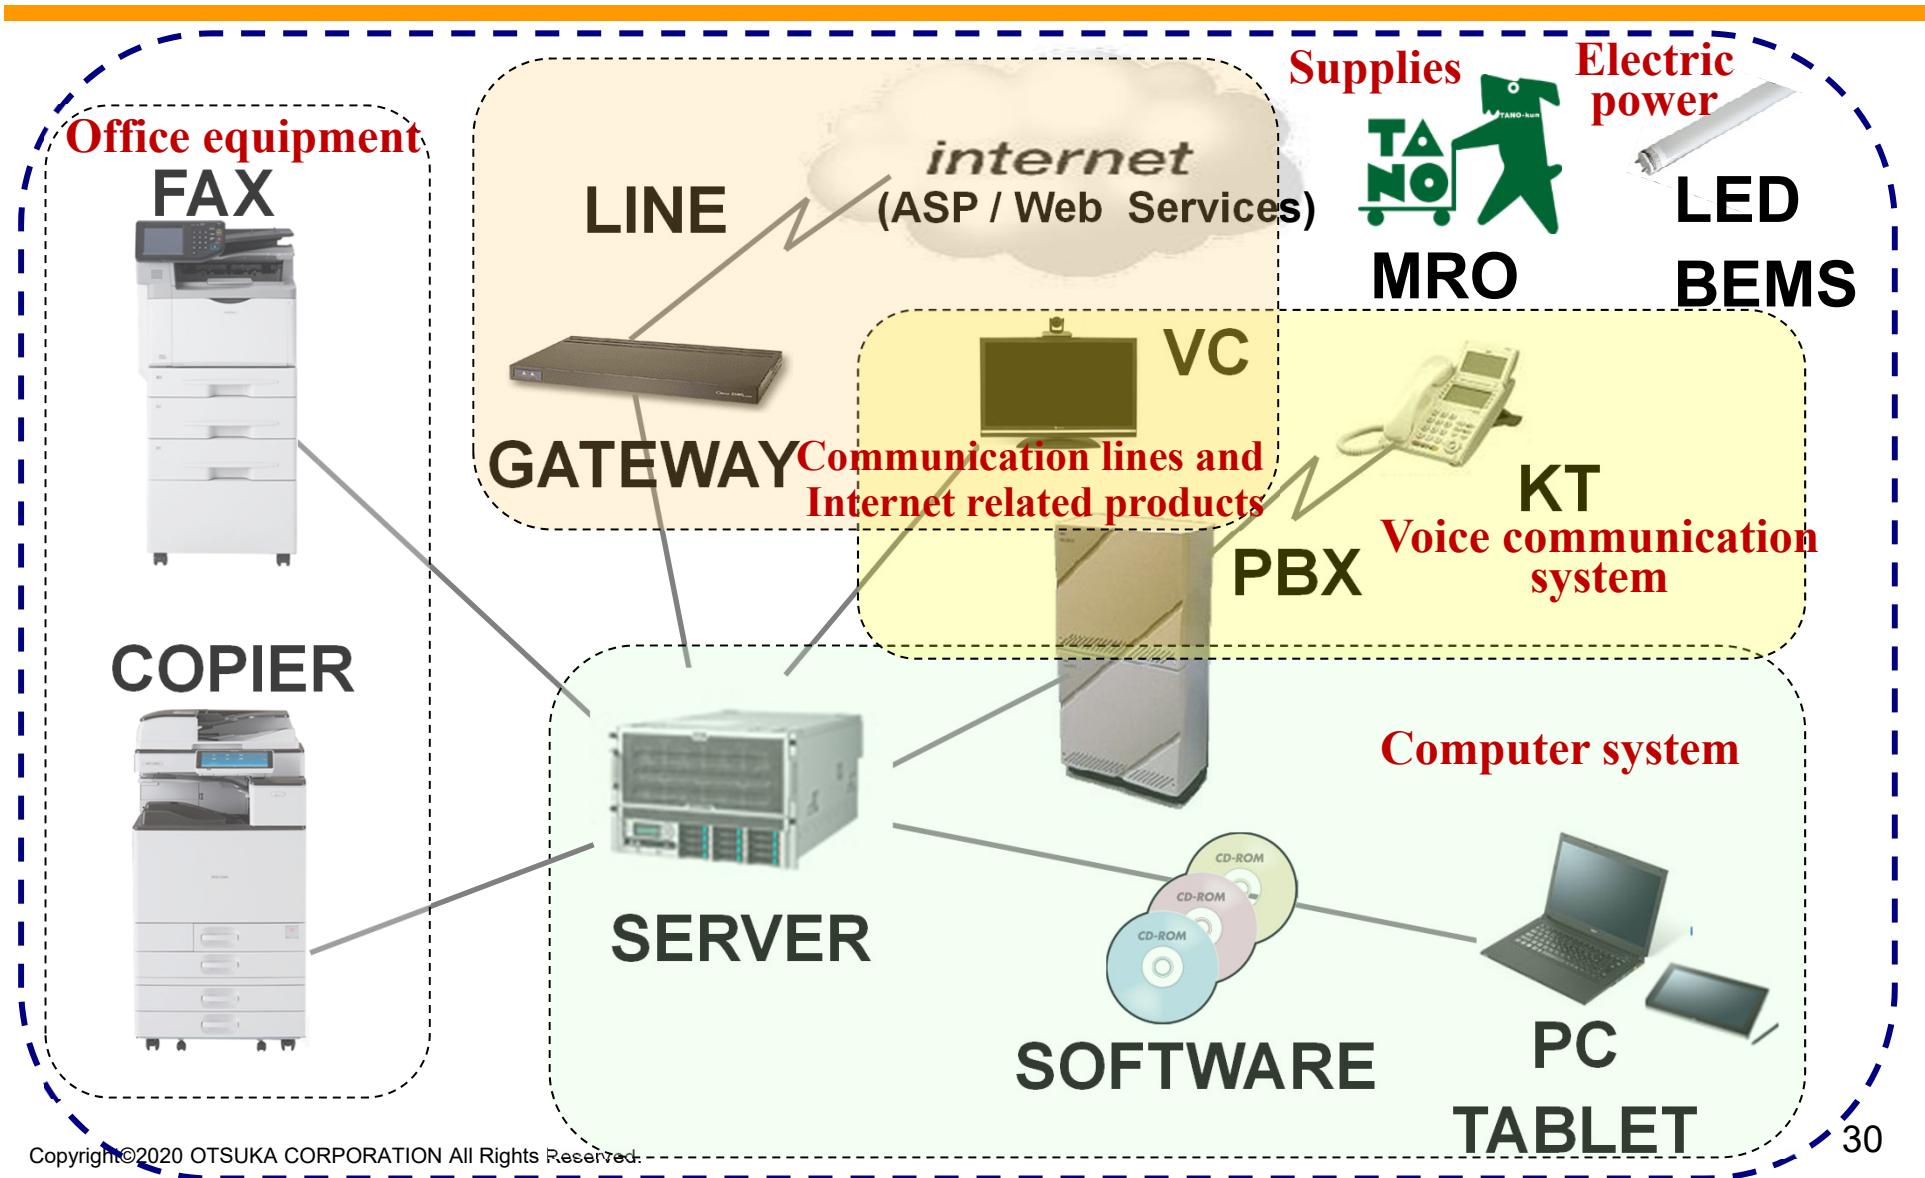 Office equipment
FAX
COPIER
LINE
internet
(ASP / Web Services)
GATEWAY
Communication lines and
Internet related products
Supplies
TANO-kun
TA
NO
MRO
Electric
power
LED
BEMS
VC
KT
Voice communication
system
PBX
Computer system
SERVER
CD-ROM
CD-ROM
CD-ROM
SOFTWARE
PC
TABLET
Copyright©2020 OTSUKA CORPORATION All Rights Reserved.
30